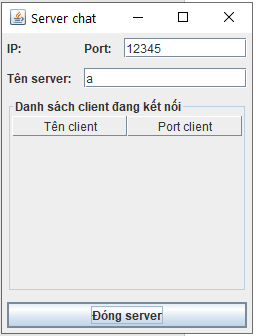 Server chat
IP: Port: 12345
Tên server: a
Danh sách client đang kết nối
Tên client Port client
Đóng server